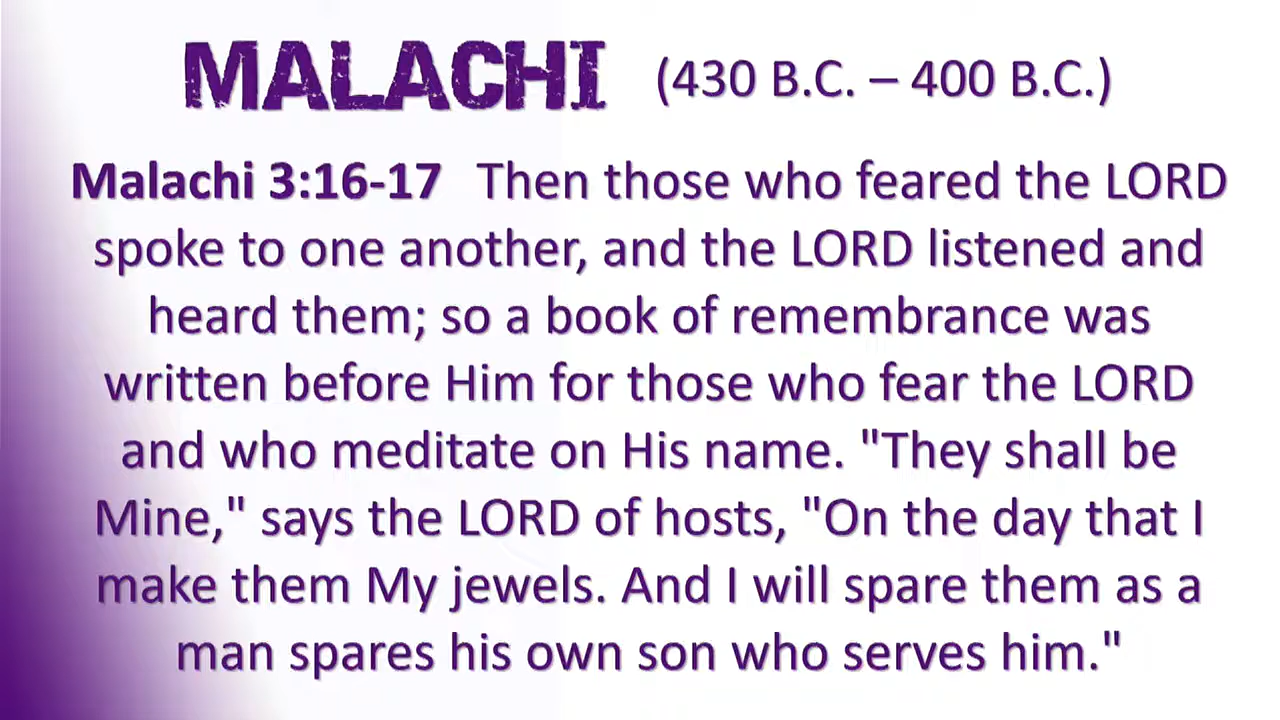 MALACHI (430 B.C. – 400 B.C.)
Malachi 3:16-17 Then those who feared the LORD
spoke to one another, and the LORD listened and
heard them; so a book of remembrance was
written before Him for those who fear the LORD
and who meditate on His name. "They shall be
Mine," says the LORD of hosts, "On the day that I
make them My jewels. And I will spare them as a
man spares his own son who serves him."